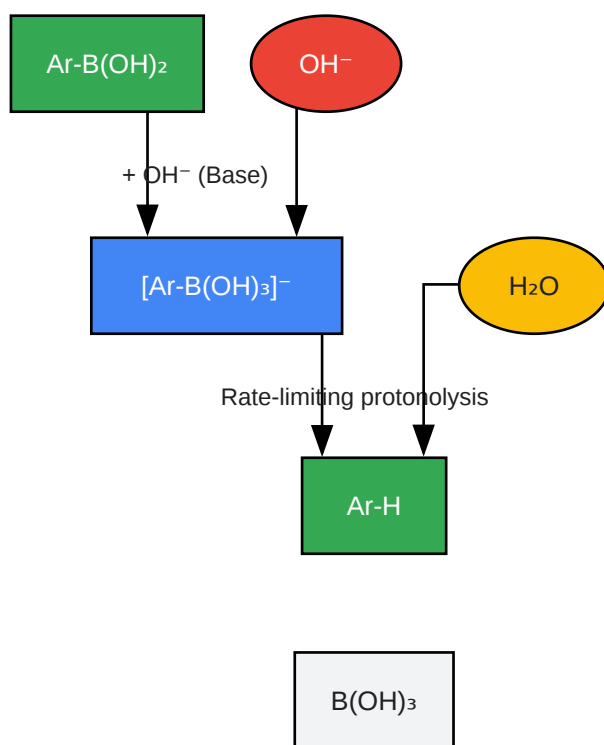 Ar-B(OH)₂
OH⁻
+ OH⁻ (Base)
[Ar-B(OH)₃]⁻
H₂O
Rate-limiting protonolysis
Ar-H
B(OH)₃